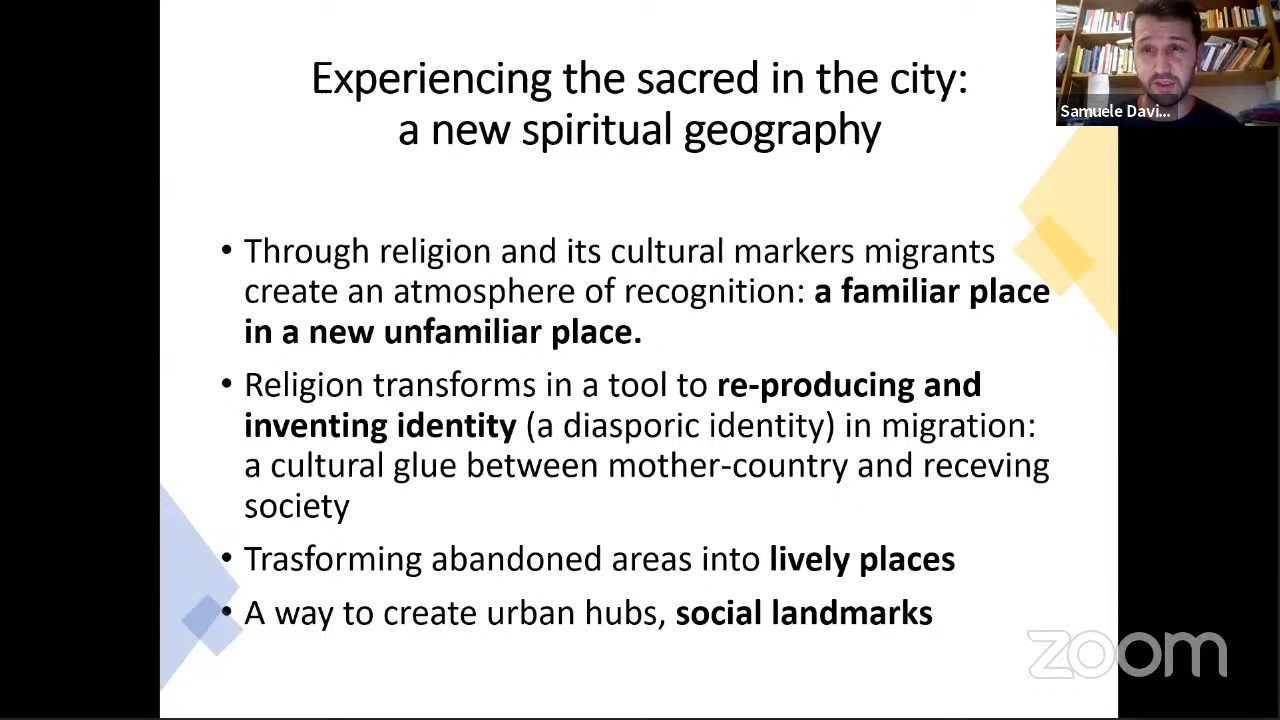 Experiencing the sacred in the city:
a new spiritual geography
Samuele Davi...
• Through religion and its cultural markers migrants
create an atmosphere of recognition: a familiar place
in a new unfamiliar place.
• Religion transforms in a tool to re-producing and
inventing identity (a diasporic identity) in migration:
a cultural glue between mother-country and receving
society
• Trasforming abandoned areas into lively places
• A way to create urban hubs, social landmarks
zoom